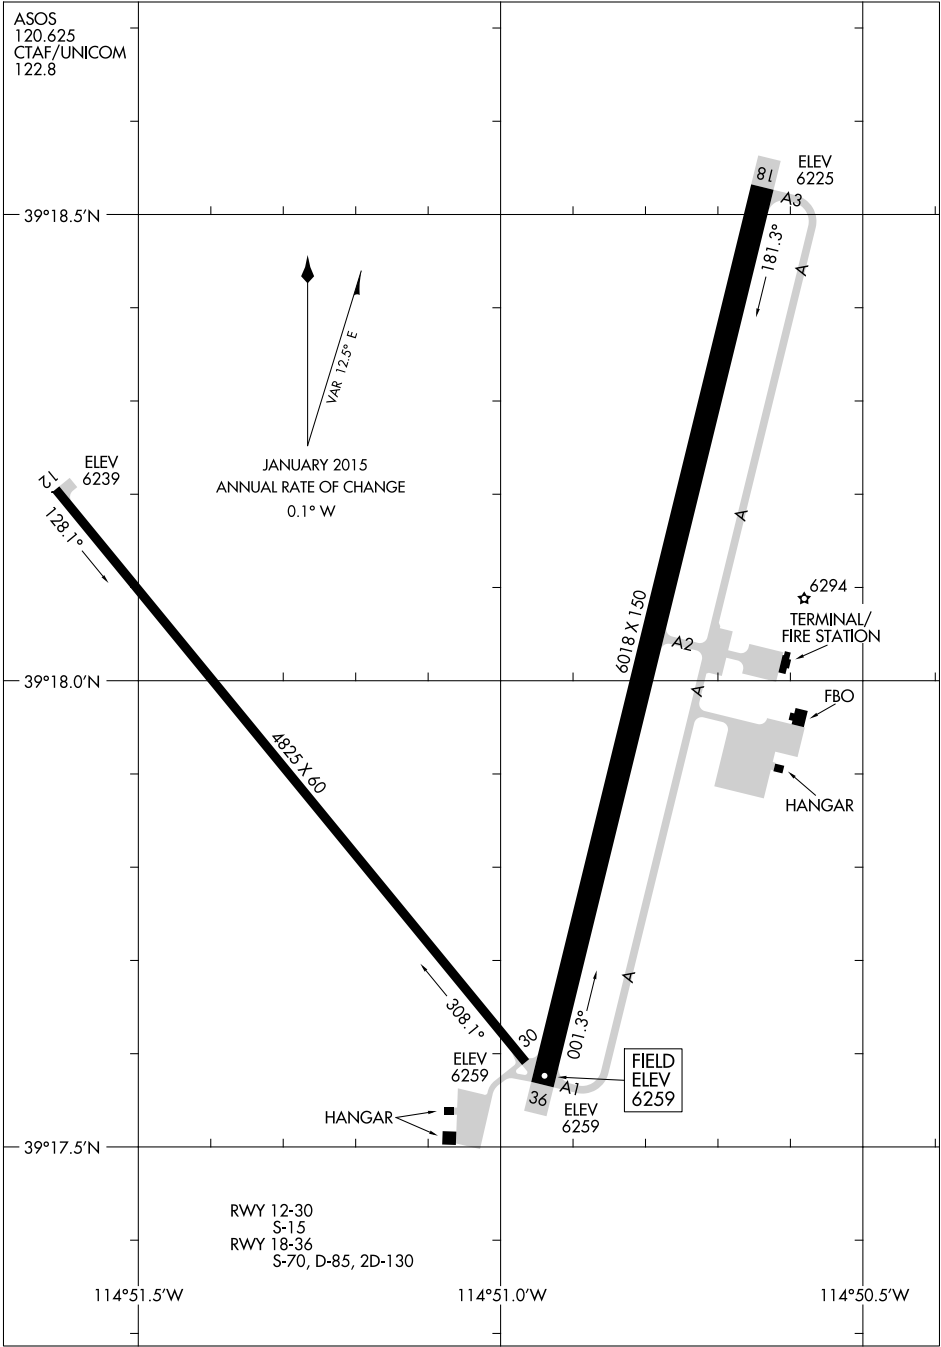 ASOS
120.625
CTAF/UNICOM
122.8
ELEV
6225
18
A3
39°18.5'N
181.3°
A
VAR 12.5° E
JANUARY 2015
ANNUAL RATE OF CHANGE
0.1° W
ELEV
6239
12
128.1°
A
6294
TERMINAL/
FIRE STATION
6018 X 150
A2
39°18.0'N
A
FBO
4825 X 60
HANGAR
A
308.1°
30
001.3°
ELEV
6259
FIELD
ELEV
6259
A1
36
ELEV
6259
HANGAR
39°17.5'N
RWY 12-30
S-15
RWY 18-36
S-70, D-85, 2D-130
114°51.5'W
114°51.0'W
114°50.5'W